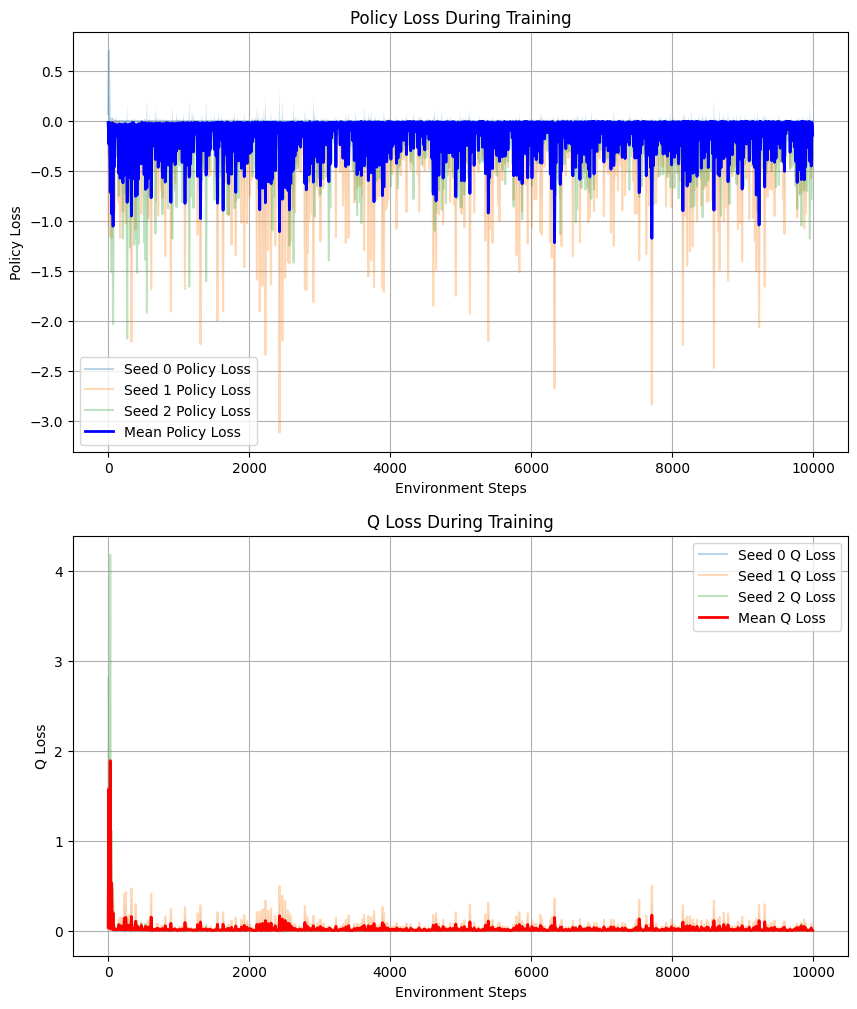 Policy Loss During Training
Policy Loss
0.5
0.0
−0.5
−1.0
−1.5
−2.0
−2.5
−3.0
Seed 0 Policy Loss
Seed 1 Policy Loss
Seed 2 Policy Loss
Mean Policy Loss
0 2000 4000 6000 8000 10000
Environment Steps
Q Loss During Training
Q Loss
4
3
2
1
0
Seed 0 Q Loss
Seed 1 Q Loss
Seed 2 Q Loss
Mean Q Loss
0 2000 4000 6000 8000 10000
Environment Steps